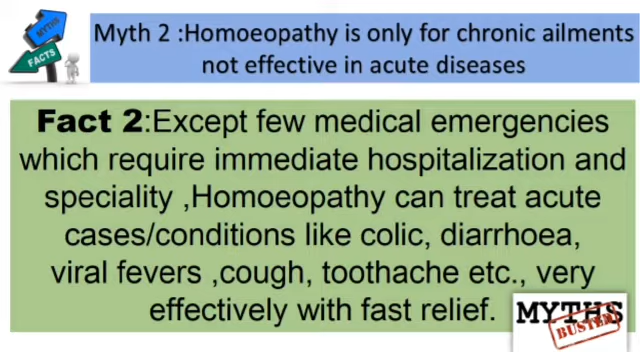 MYTHS
FACTS
Myth 2 :Homoeopathy is only for chronic ailments
not effective in acute diseases
Fact 2:Except few medical emergencies
which require immediate hospitalization and
speciality ,Homoeopathy can treat acute
cases/conditions like colic, diarrhoea,
viral fevers ,cough, toothache etc., very
effectively with fast relief.
MYTHS
BUSTED